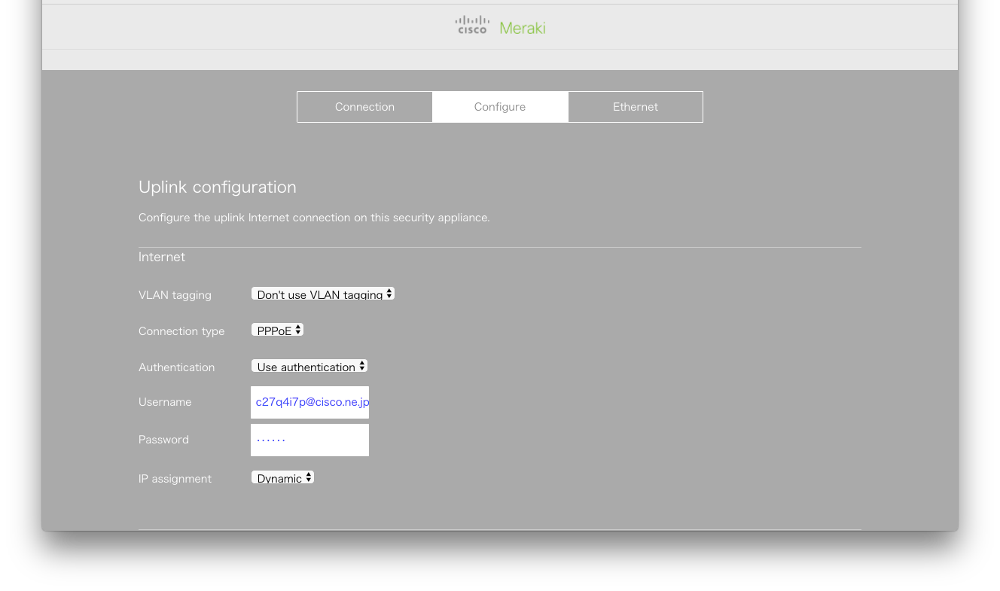 cisco Meraki
Connection Configure Ethernet
Uplink configuration
Configure the uplink Internet connection on this security appliance.
Internet
VLAN tagging Don't use VLAN tagging
Connection type PPPoE
Authentication Use authentication
Username c27q4i7p@cisco.ne.jp
Password ······
IP assignment Dynamic